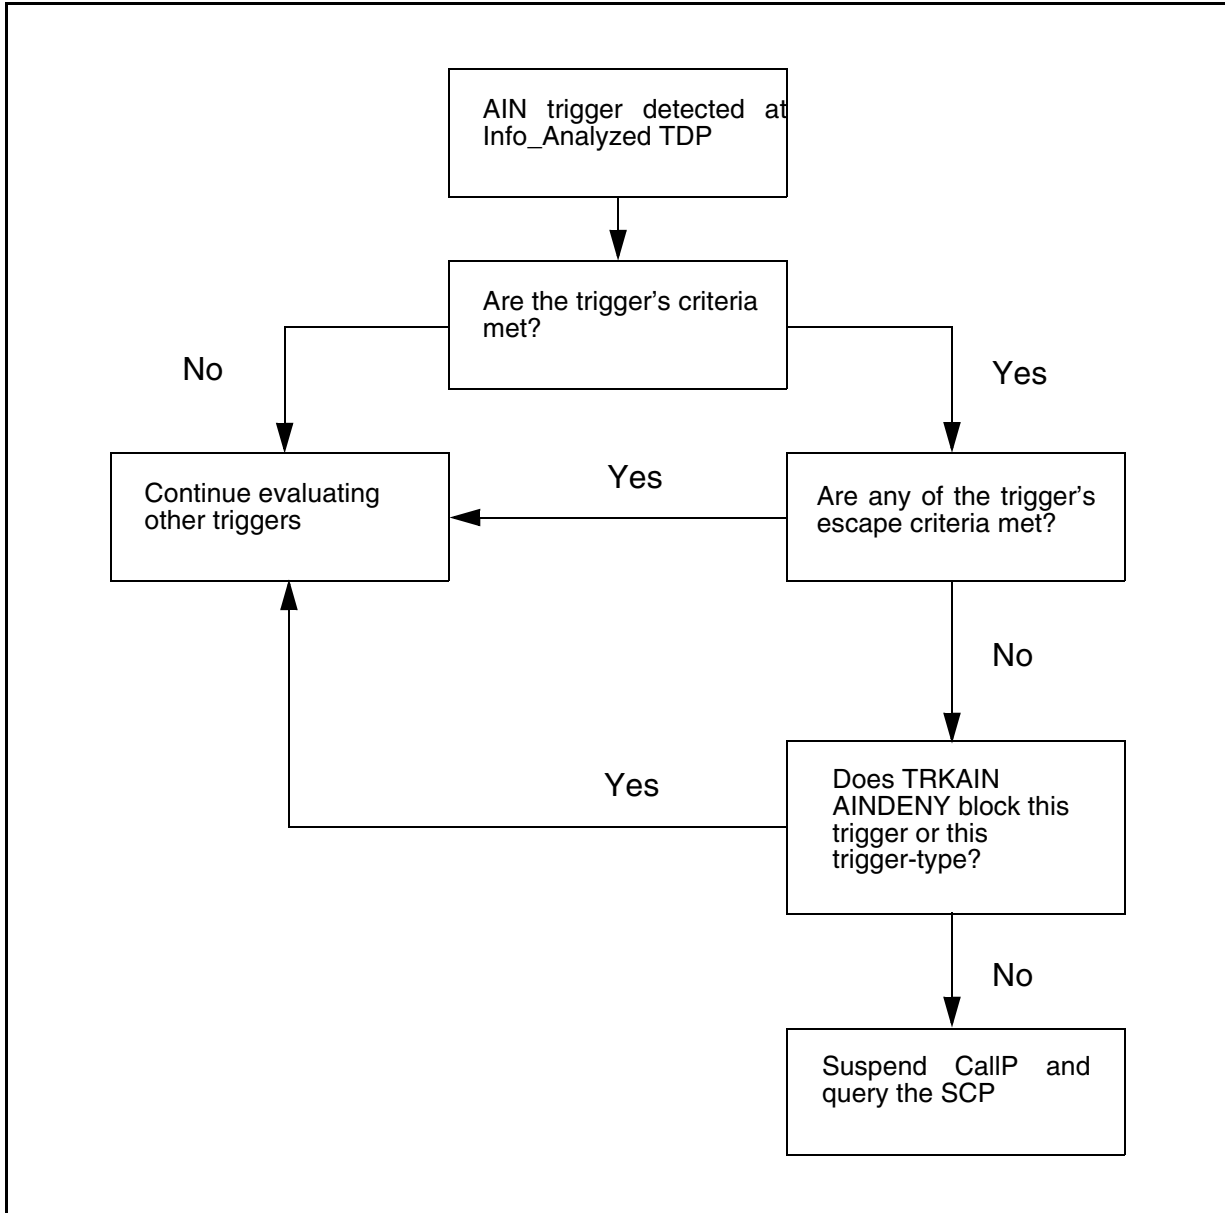 AIN trigger detected at
Info_Analyzed TDP
Are the trigger’s criteria
met?
No
Yes
Continue evaluating
other triggers
Yes
Are any of the trigger’s
escape criteria met?
No
Does TRKAIN
AINDENY block this
trigger or this
trigger-type?
Yes
No
Suspend CallP and
query the SCP